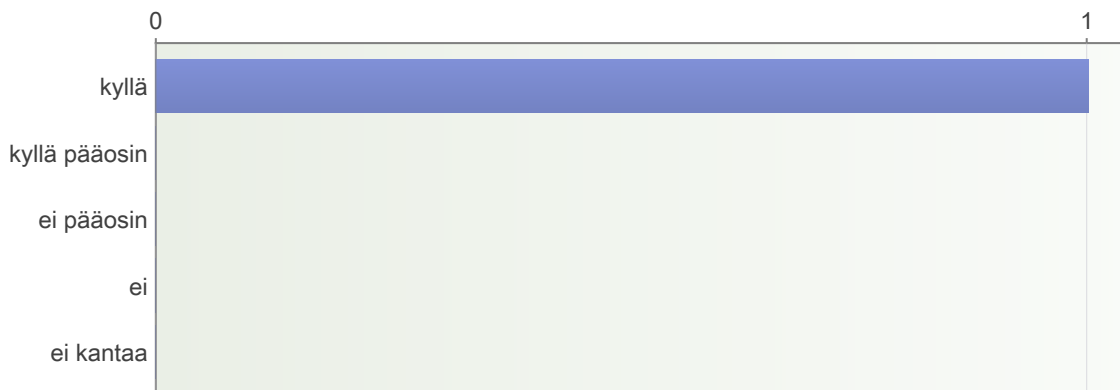 0 1
kyllä
kyllä pääosin
ei pääosin
ei
ei kantaa